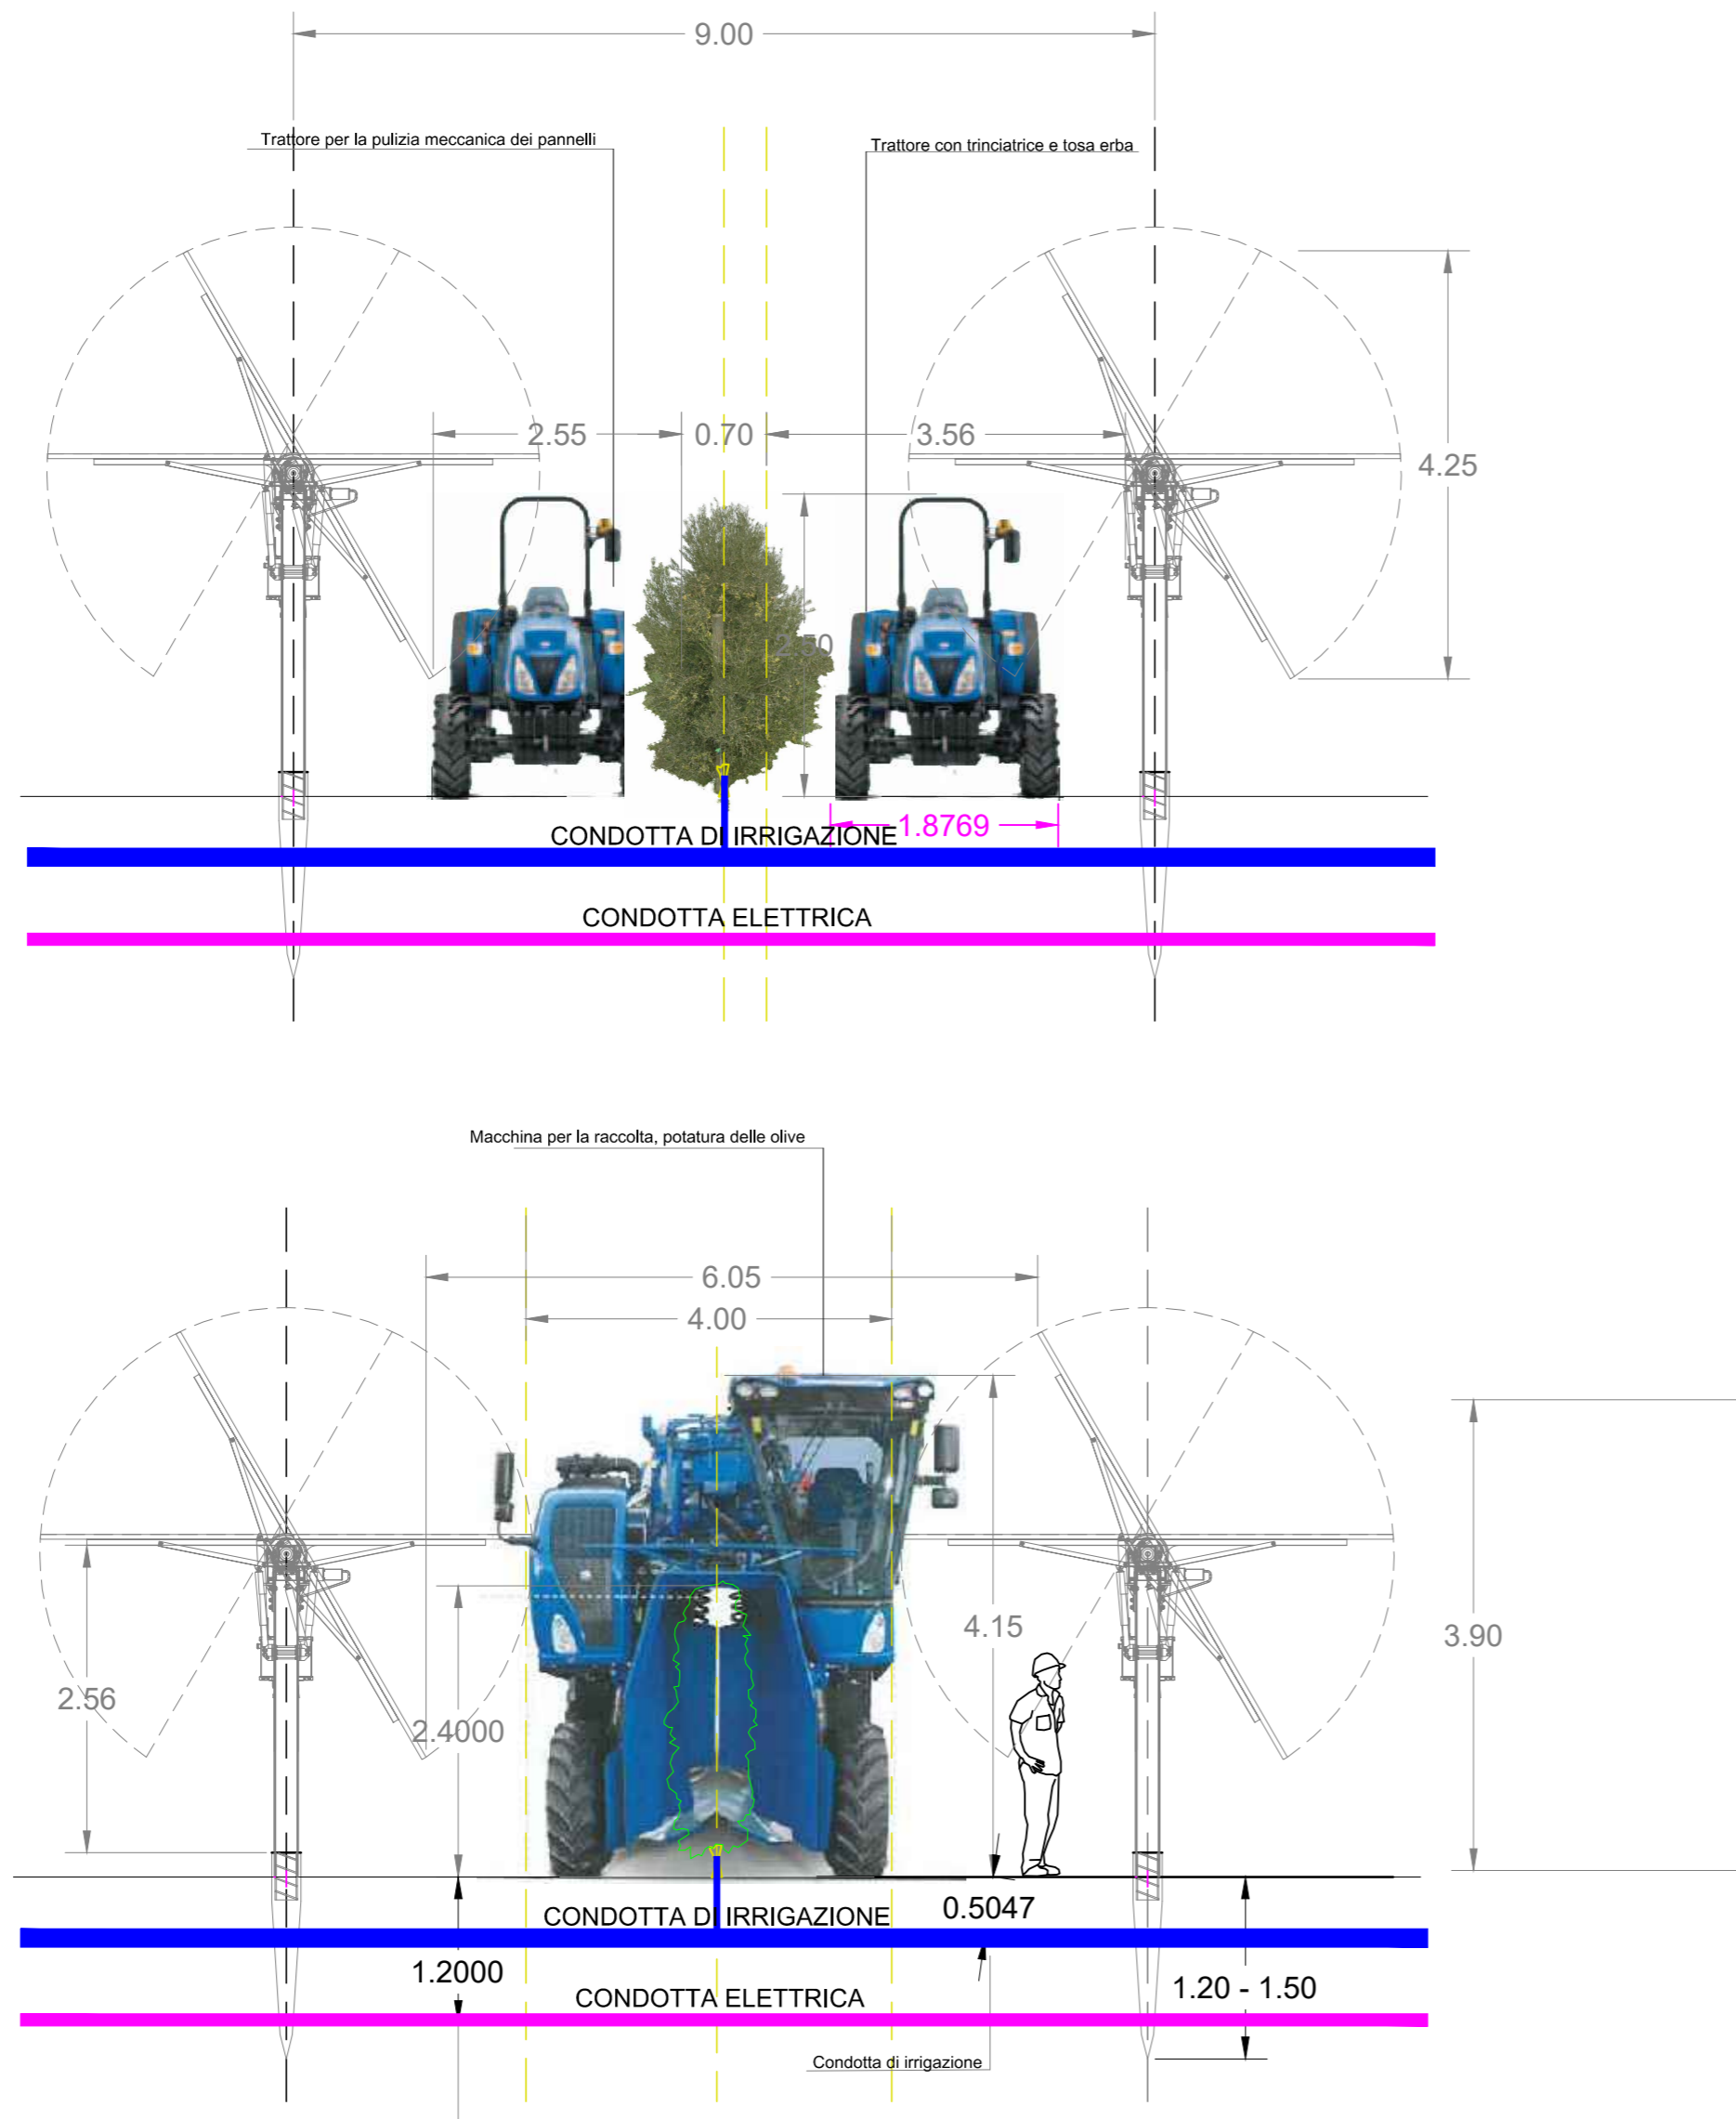 9.00
Trattore per la pulizia meccanica dei pannelli
Trattore con trinciatrice e tosa erba
2.55
0.70
3.56
4.25
2.50
1.8769
CONDOTTA DI IRRIGAZIONE
CONDOTTA ELETTRICA
Macchina per la raccolta, potatura delle olive
6.05
4.00
4.15
3.90
2.56
2.4000
0.5047
CONDOTTA DI IRRIGAZIONE
1.2000
1.20 - 1.50
CONDOTTA ELETTRICA
Condotta di irrigazione